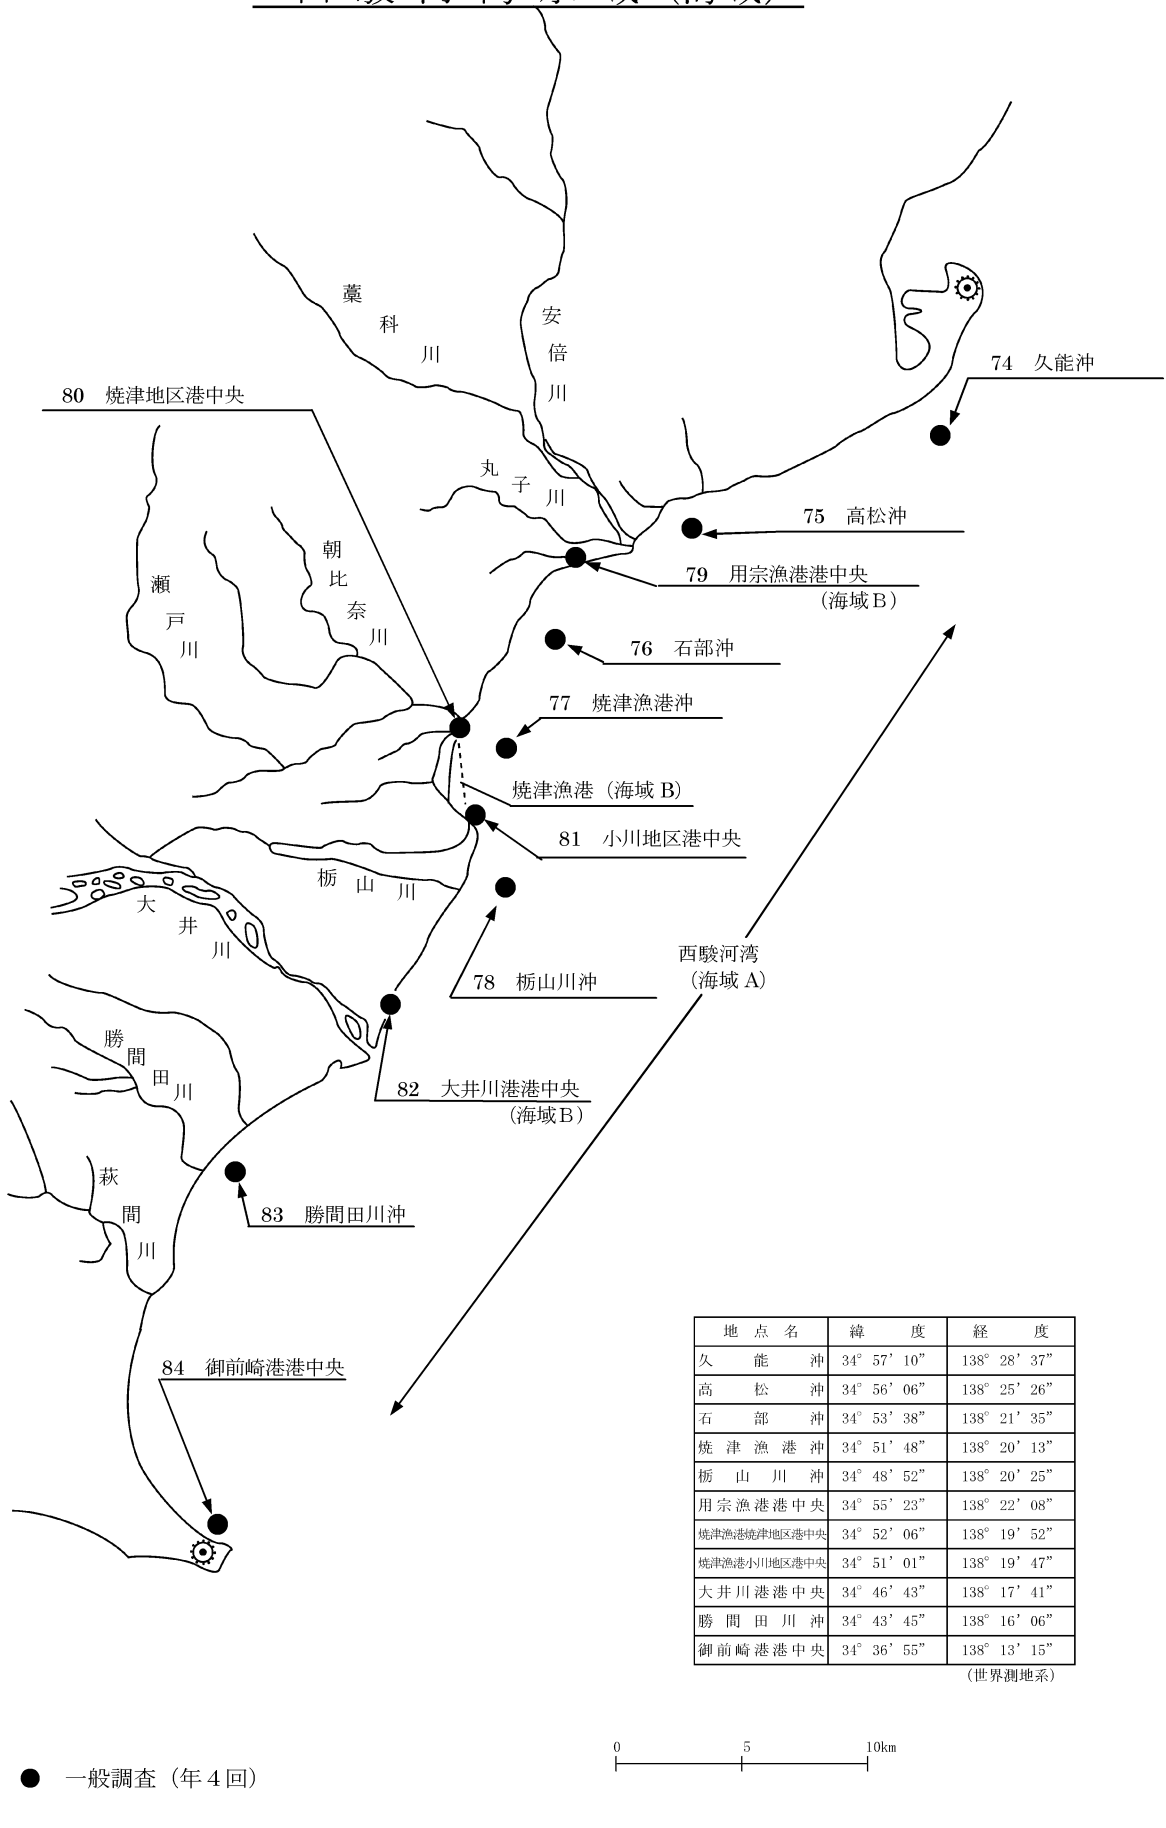 藁科川
安倍川
74 久能沖
80 焼津地区港中央
丸子川
75 高松沖
朝比奈川
79 用宗漁港港中央
（海域B）
瀬戸川
76 石部沖
77 焼津漁港沖
焼津漁港（海域 B）
81 小川地区港中央
栃山川
大井川
西駿河湾
（海域 A）
78 栃山川沖
勝間田川
82 大井川港港中央
（海域B）
萩間川
83 勝間田川沖
84 御前崎港港中央
地点名 緯度 経度
久能沖 34° 57’ 10” 138° 28’ 37”
高松沖 34° 56’ 06” 138° 25’ 26”
石部沖 34° 53’ 38” 138° 21’ 35”
焼津漁港沖 34° 51’ 48” 138° 20’ 13”
栃山川沖 34° 48’ 52” 138° 20’ 25”
用宗漁港港中央 34° 55’ 23” 138° 22’ 08”
焼津漁港焼津地区港中央 34° 52’ 06” 138° 19’ 52”
焼津漁港小川地区港中央 34° 51’ 01” 138° 19’ 47”
大井川港港中央 34° 46’ 43” 138° 17’ 41”
勝間田川沖 34° 43’ 45” 138° 16’ 06”
御前崎港港中央 34° 36’ 55” 138° 13’ 15”
（世界測地系）
0 5 10km
● 一般調査（年４回）